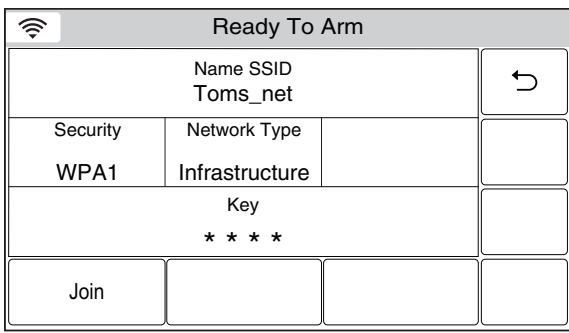 Ready To Arm
Name SSID
Toms_net
Security
Network Type
WPA1
Infrastructure
Key
* * * *
Join